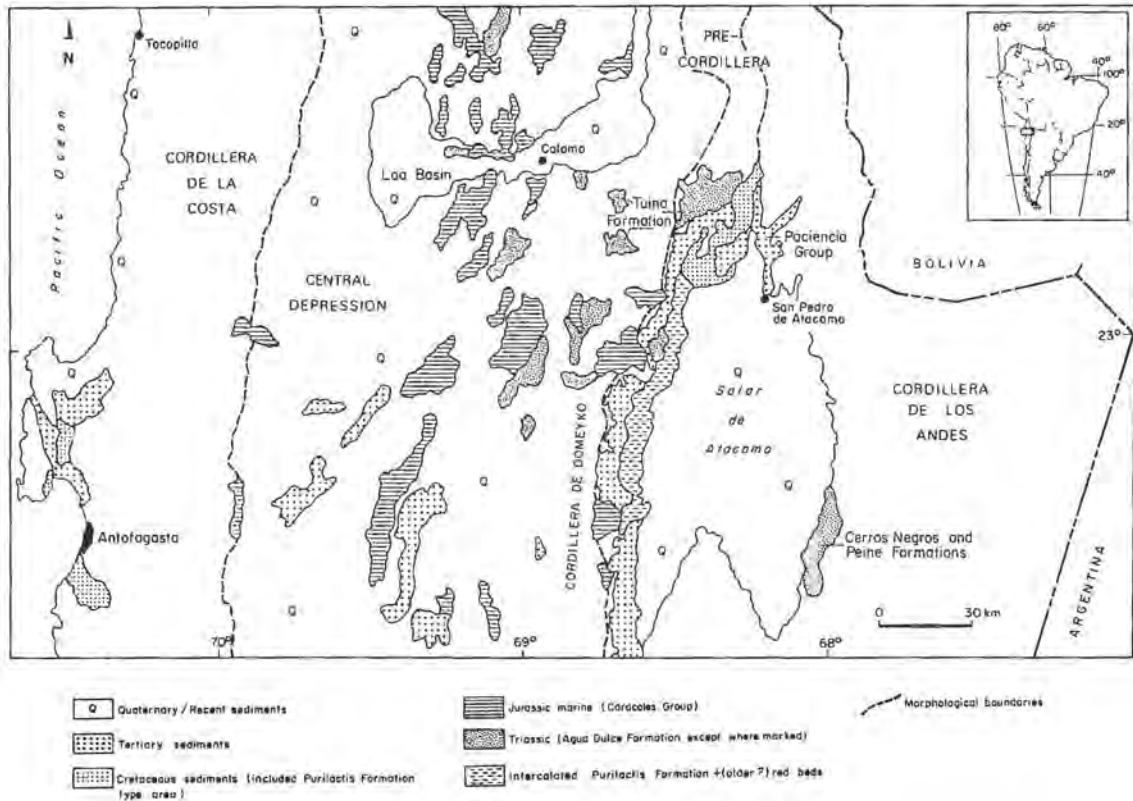 Tocopilla
N
Pacific Ocean
CORDILLERA
DE LA
COSTA
CENTRAL
DEPRESSION
Loa Basin
Calama
PRE-
CORDILLERA
Tuina
Formation
Paciencia
Group
San Pedro
de Atacama
BOLIVIA
80°
60°
40°
100°
20°
40°
23°
Salar
de
Atacama
CORDILLERA
DE LOS
ANDES
CORDILLERA DE DOMEYKO
Cerros Negros and
Peine Formations
Antofagasta
ARGENTINA
0 30 km
70°
69°
68°
Q
Q
Q
Q
Q
Q
Q
Q
Q
Q
Q
Q
Q
Q
Q Quaternary/Recent sediments
Tertiary sediments
Cretaceous sediments (included Purilactis Formation
type area)
Jurassic marine (Caracoles Group)
Triassic (Agua Dulce Formation except where marked)
Intercalated Purilactis Formation +(older?) red beds
Morphological boundaries